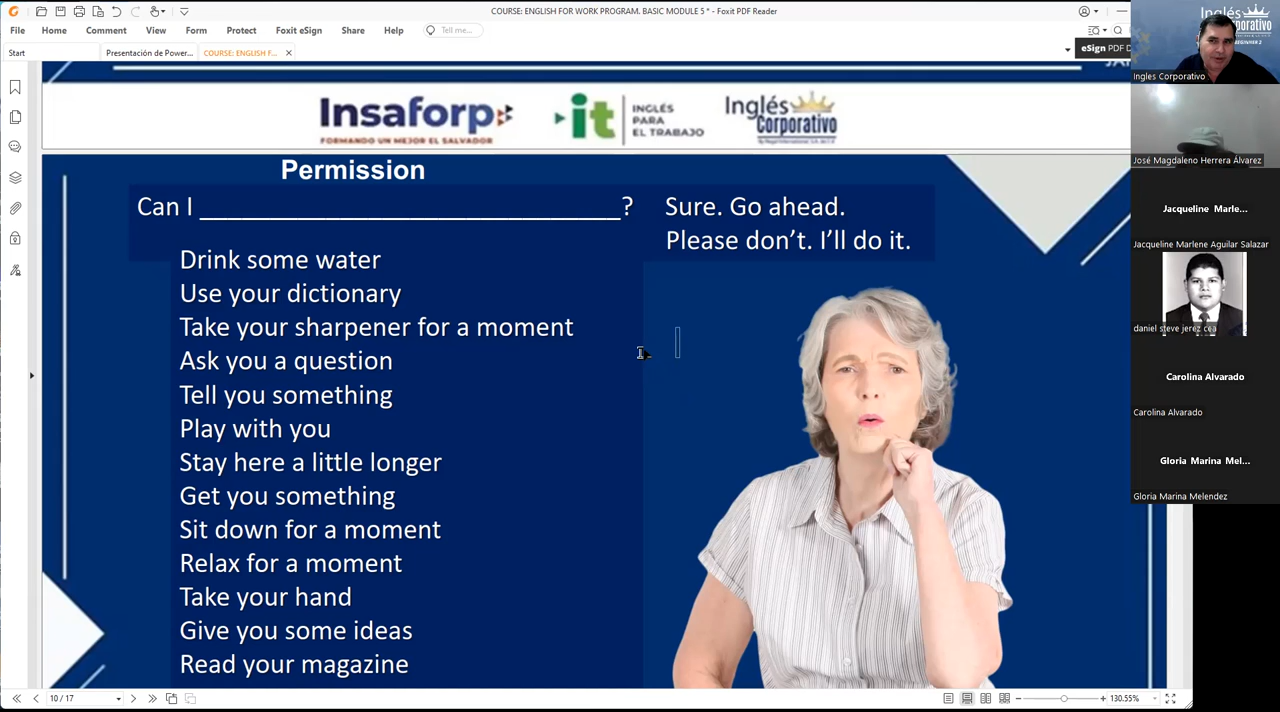 COURSE: ENGLISH FOR WORK PROGRAM. BASIC MODULE 5 * - Foxit PDF Reader
File Home Comment View Form Protect Foxit eSign Share Help Tell me...
Start Presentación de Power... COURSE: ENGLISH F...
eSign PDF D
Insaforp
FORMANDO UN MEJOR EL SALVADOR
it
INGLÉS
PARA
EL TRABAJO
Inglés
Corporativo
Permission
Can I ________________________________?
Sure. Go ahead.
Please don't. I'll do it.
Drink some water
Use your dictionary
Take your sharpener for a moment
Ask you a question
Tell you something
Play with you
Stay here a little longer
Get you something
Sit down for a moment
Relax for a moment
Take your hand
Give you some ideas
Read your magazine
10 / 17
130.55%
Inglés
Corporativo
BEGINNER 2
Ingles Corporativo
José Magdaleno Herrera Álvarez
Jacqueline Marle...
Jacqueline Marlene Aguilar Salazar
daniel steve jerez cea
Carolina Alvarado
Carolina Alvarado
Gloria Marina Mel...
Gloria Marina Melendez